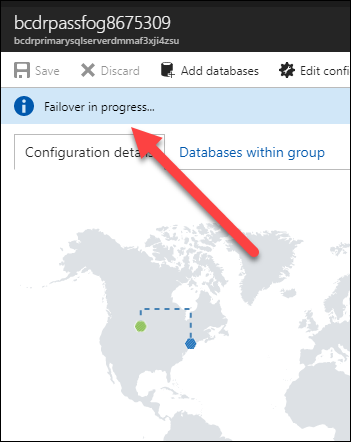 bcdrpassfog8675309
bcdrprimarysqlserverdmmaf3xji4zsu
Save Discard Add databases Edit confi
Failover in progress...
Configuration details Databases within group